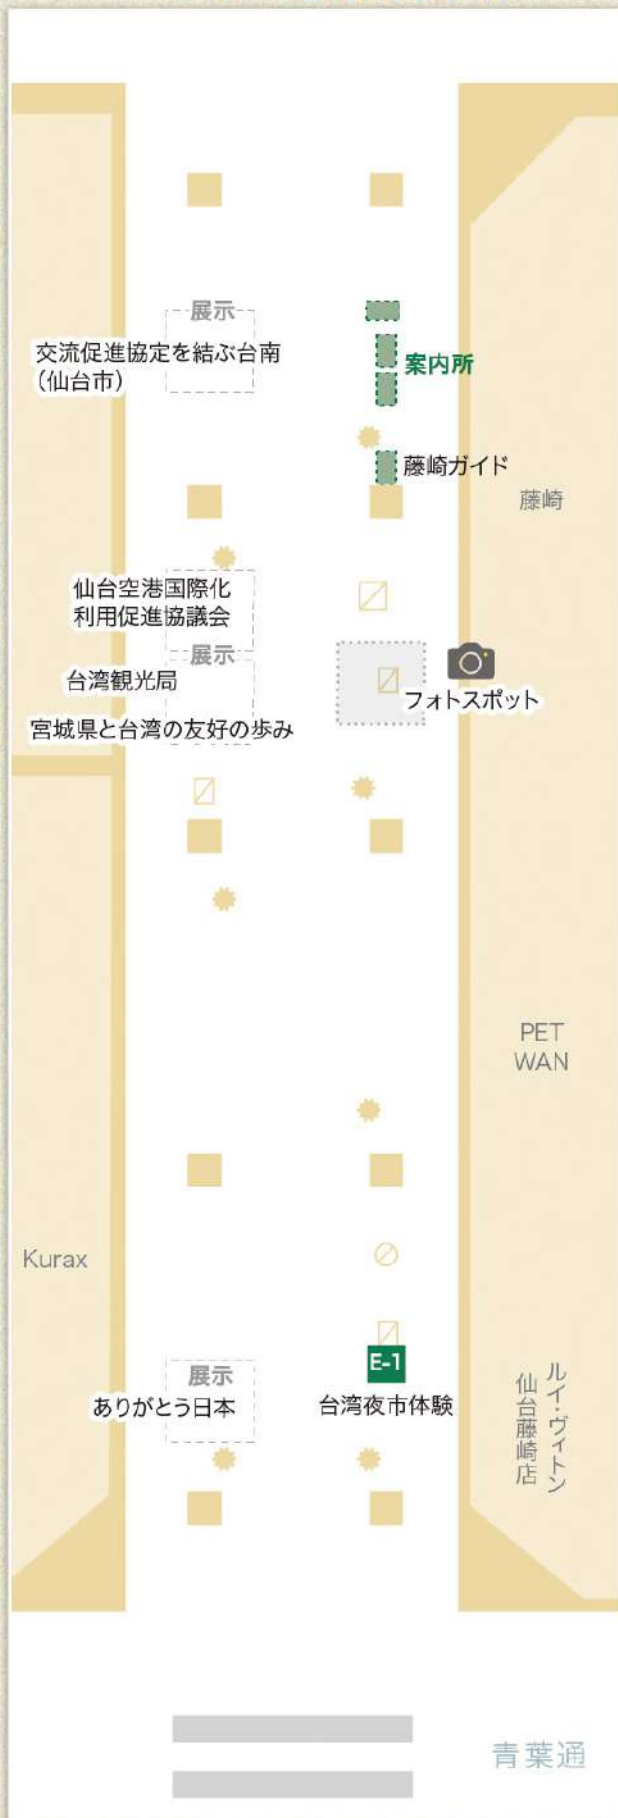 展示
交流促進協定を結ぶ台南
（仙台市）
案内所
藤崎ガイド
藤崎
仙台空港国際化
利用促進協議会
展示
台湾観光局
フォトスポット
宮城県と台湾の友好の歩み
PET
WAN
Kurax
E-1
展示
ありがとう日本
台湾夜市体験
ルイ・ヴィトン
仙台藤崎店
青葉通